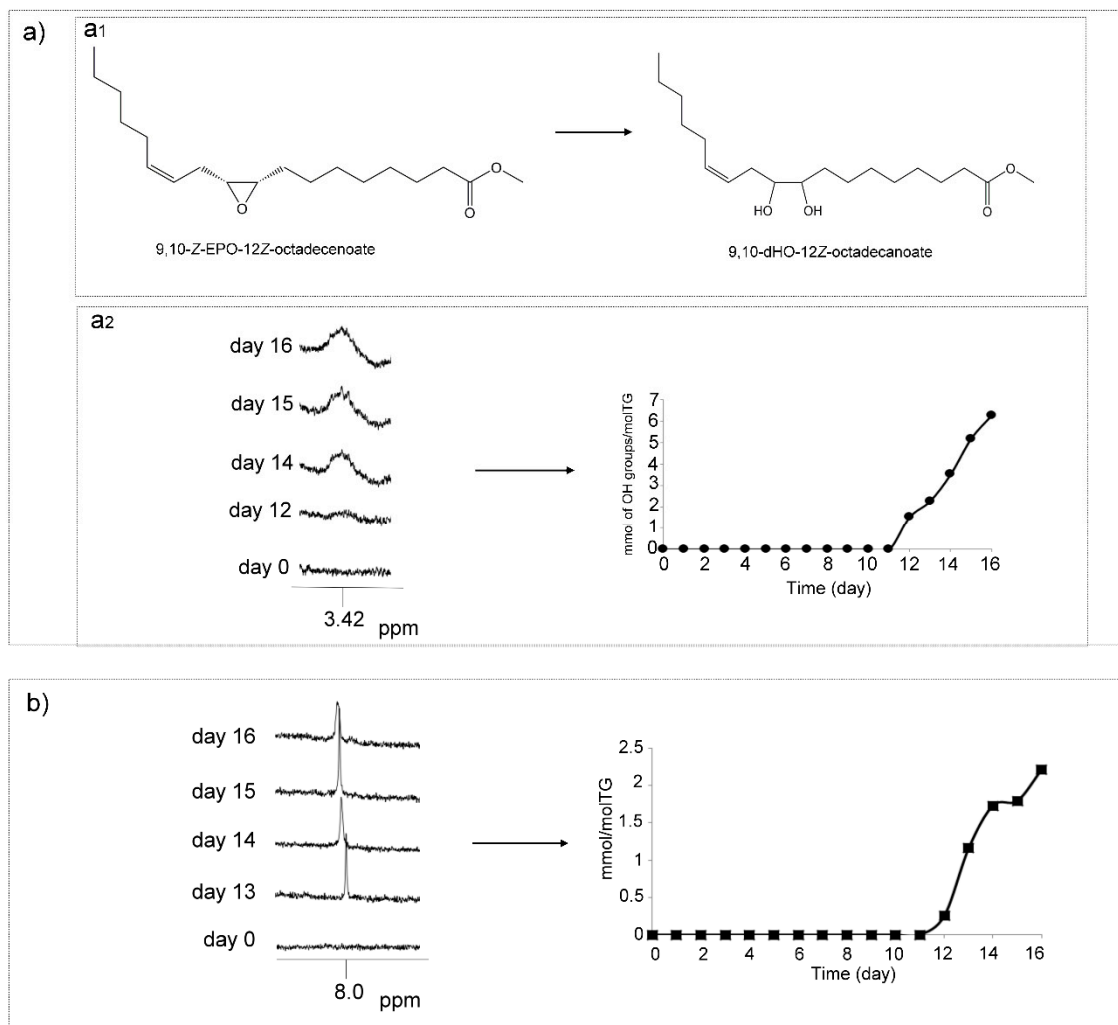 a)
a1
O
O
O
HO
OH
O
O
9,10-Z-EPO-12Z-octadecenoate
9,10-dHO-12Z-octadecanoate
a2
day 16
day 15
day 14
day 12
day 0
3.42
ppm
mmol of OH groups/molTG
7
6
5
4
3
2
1
0
0 2 4 6 8 10 12 14 16
Time (day)
b)
day 16
day 15
day 14
day 13
day 0
8.0
ppm
mmol/molTG
2.5
2
1.5
1
0.5
0
0 2 4 6 8 10 12 14 16
Time (day)